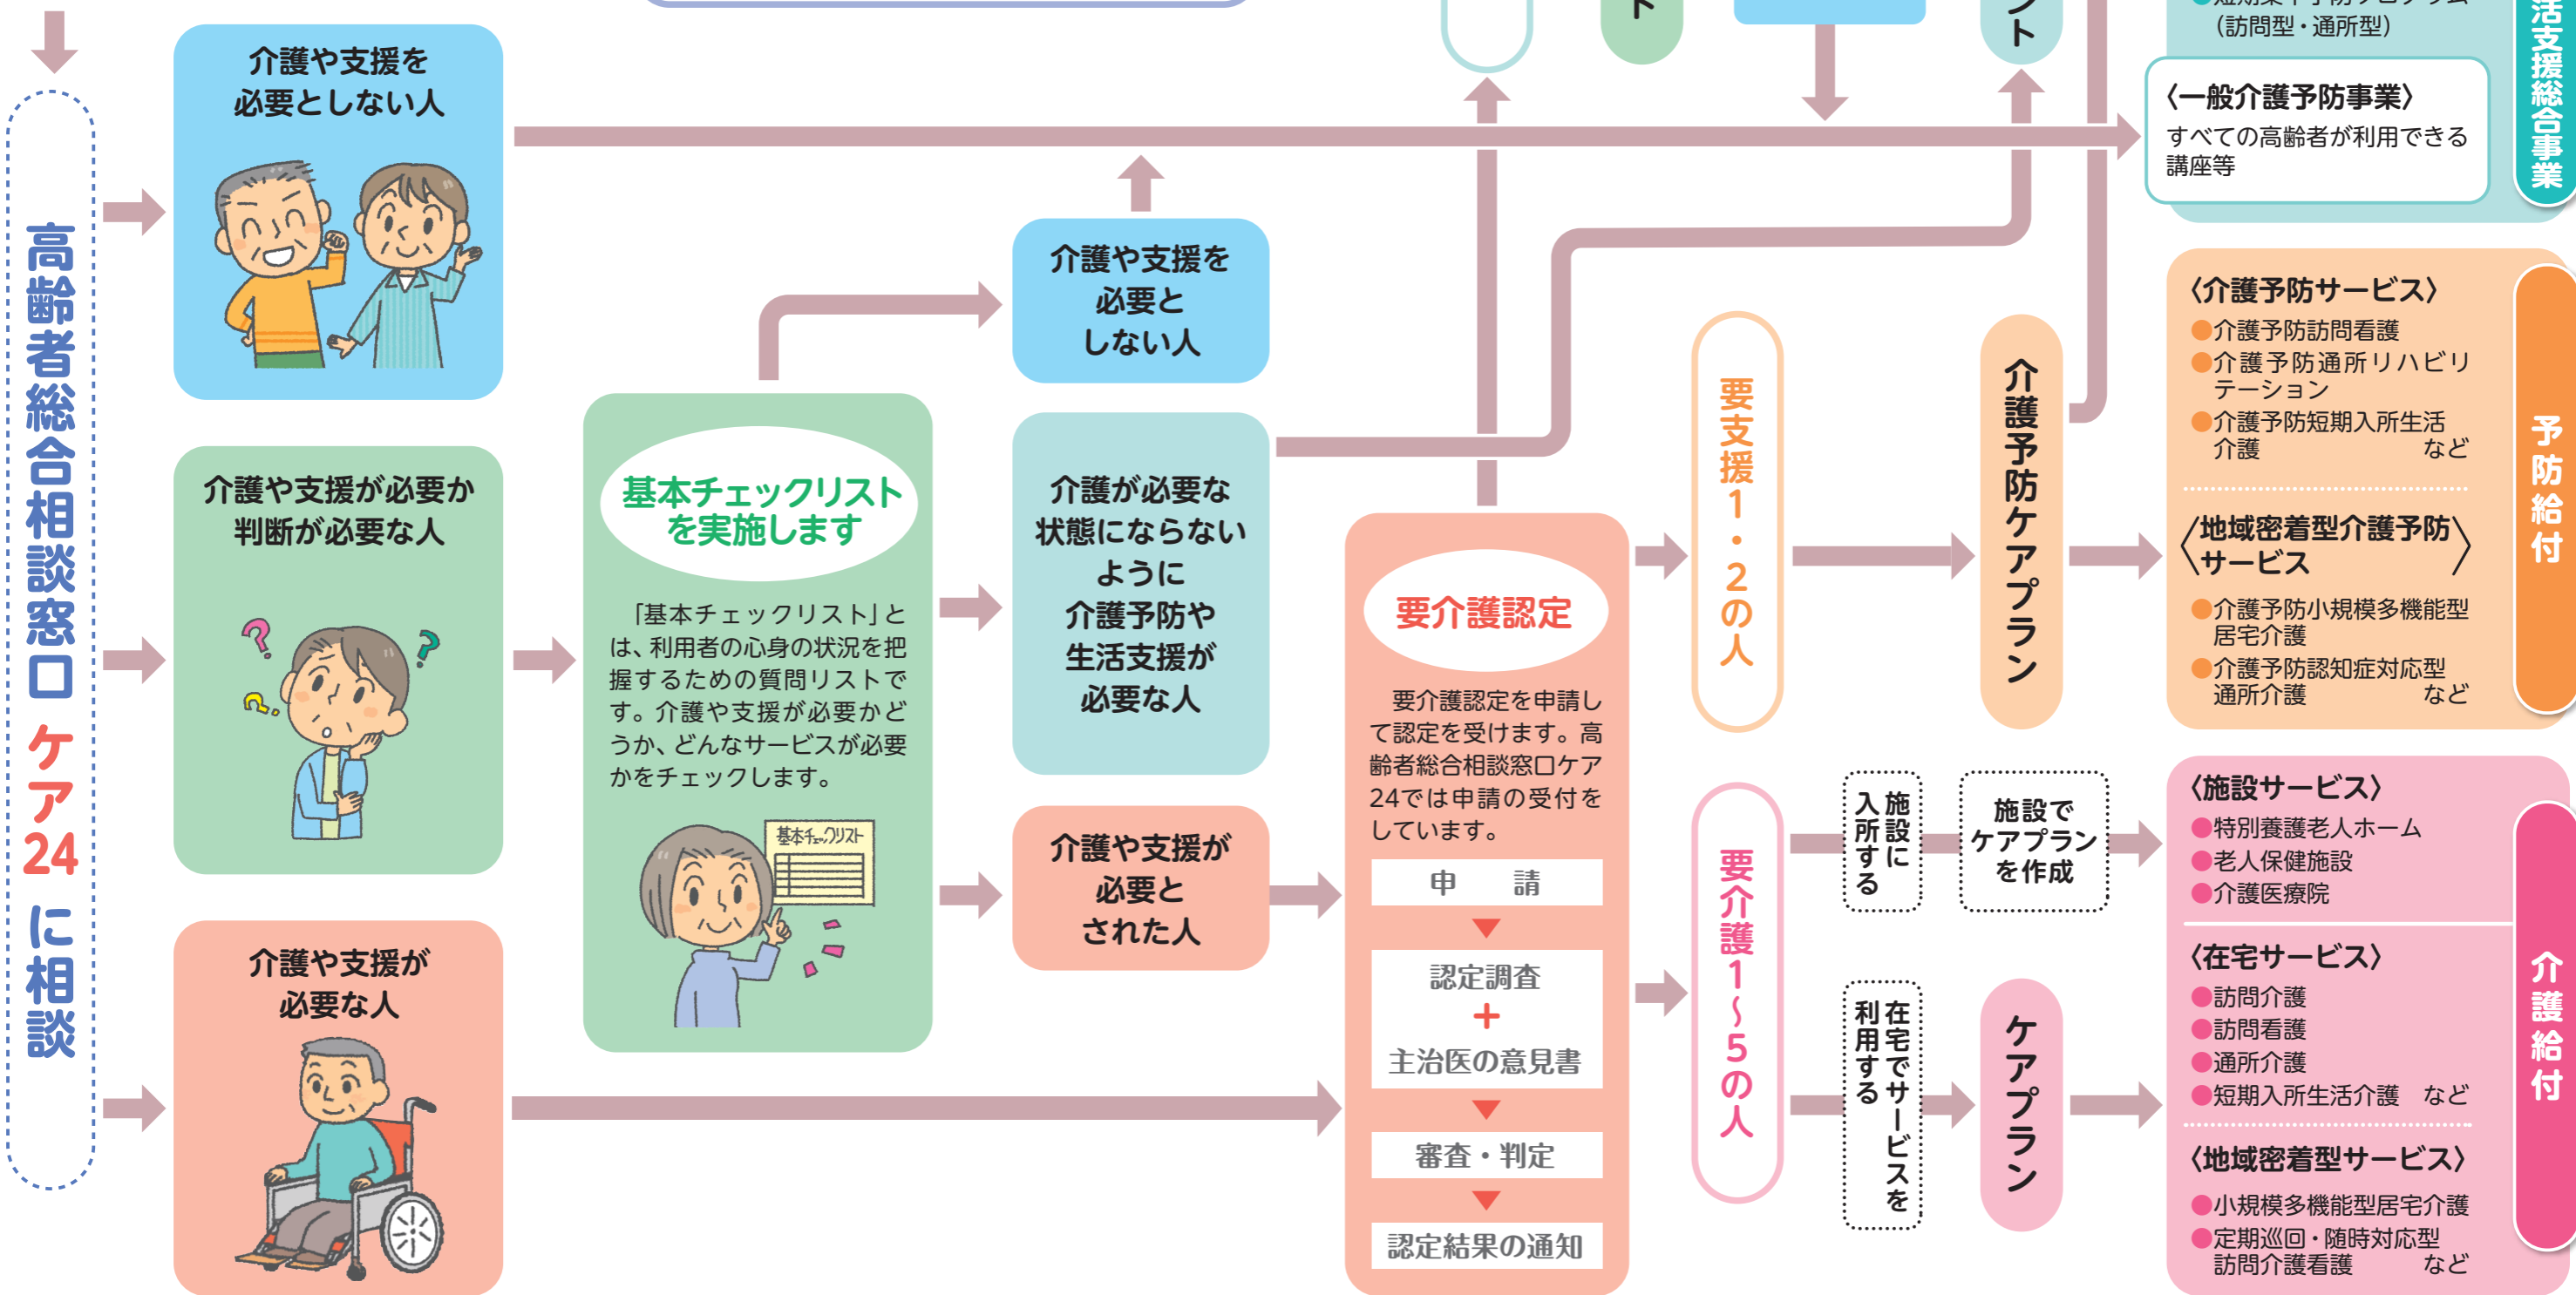 高齢者総合相談窓口 ケア24 に相談
介護や支援を
必要としない人
介護や支援が必要か
判断が必要な人
介護や支援が
必要な人
基本チェックリスト
を実施します
「基本チェックリスト」と
は、利用者の心身の状況を把
握するための質問リストで
す。介護や支援が必要かど
うか、どんなサービスが必要
かをチェックします。
基本チェックリスト
介護や支援を
必要と
しない人
介護が必要な
状態にならない
ように
介護予防や
生活支援が
必要な人
介護や支援が
必要と
された人
要介護認定
要介護認定を申請し
て認定を受けます。高
齢者総合相談窓口ケア
24では申請の受付を
しています。
申　請
認定調査
+
主治医の意見書
審査・判定
認定結果の通知
ト
ント
要支援1・2の人
介護予防ケアプラン
要介護1〜5の人
施設に
入所する
施設で
ケアプラン
を作成
在宅でサービスを
利用する
ケアプラン
(訪問型・通所型)
〈一般介護予防事業〉
すべての高齢者が利用できる
講座等
活支援総合事業
〈介護予防サービス〉
●介護予防訪問看護
●介護予防通所リハビリ
テーション
●介護予防短期入所生活
介護　など
〈地域密着型介護予防
サービス〉
●介護予防小規模多機能型
居宅介護
●介護予防認知症対応型
通所介護　など
予防給付
〈施設サービス〉
●特別養護老人ホーム
●老人保健施設
●介護医療院
〈在宅サービス〉
●訪問介護
●訪問看護
●通所介護
●短期入所生活介護　など
〈地域密着型サービス〉
●小規模多機能型居宅介護
●定期巡回・随時対応型
訪問介護看護　など
介護給付